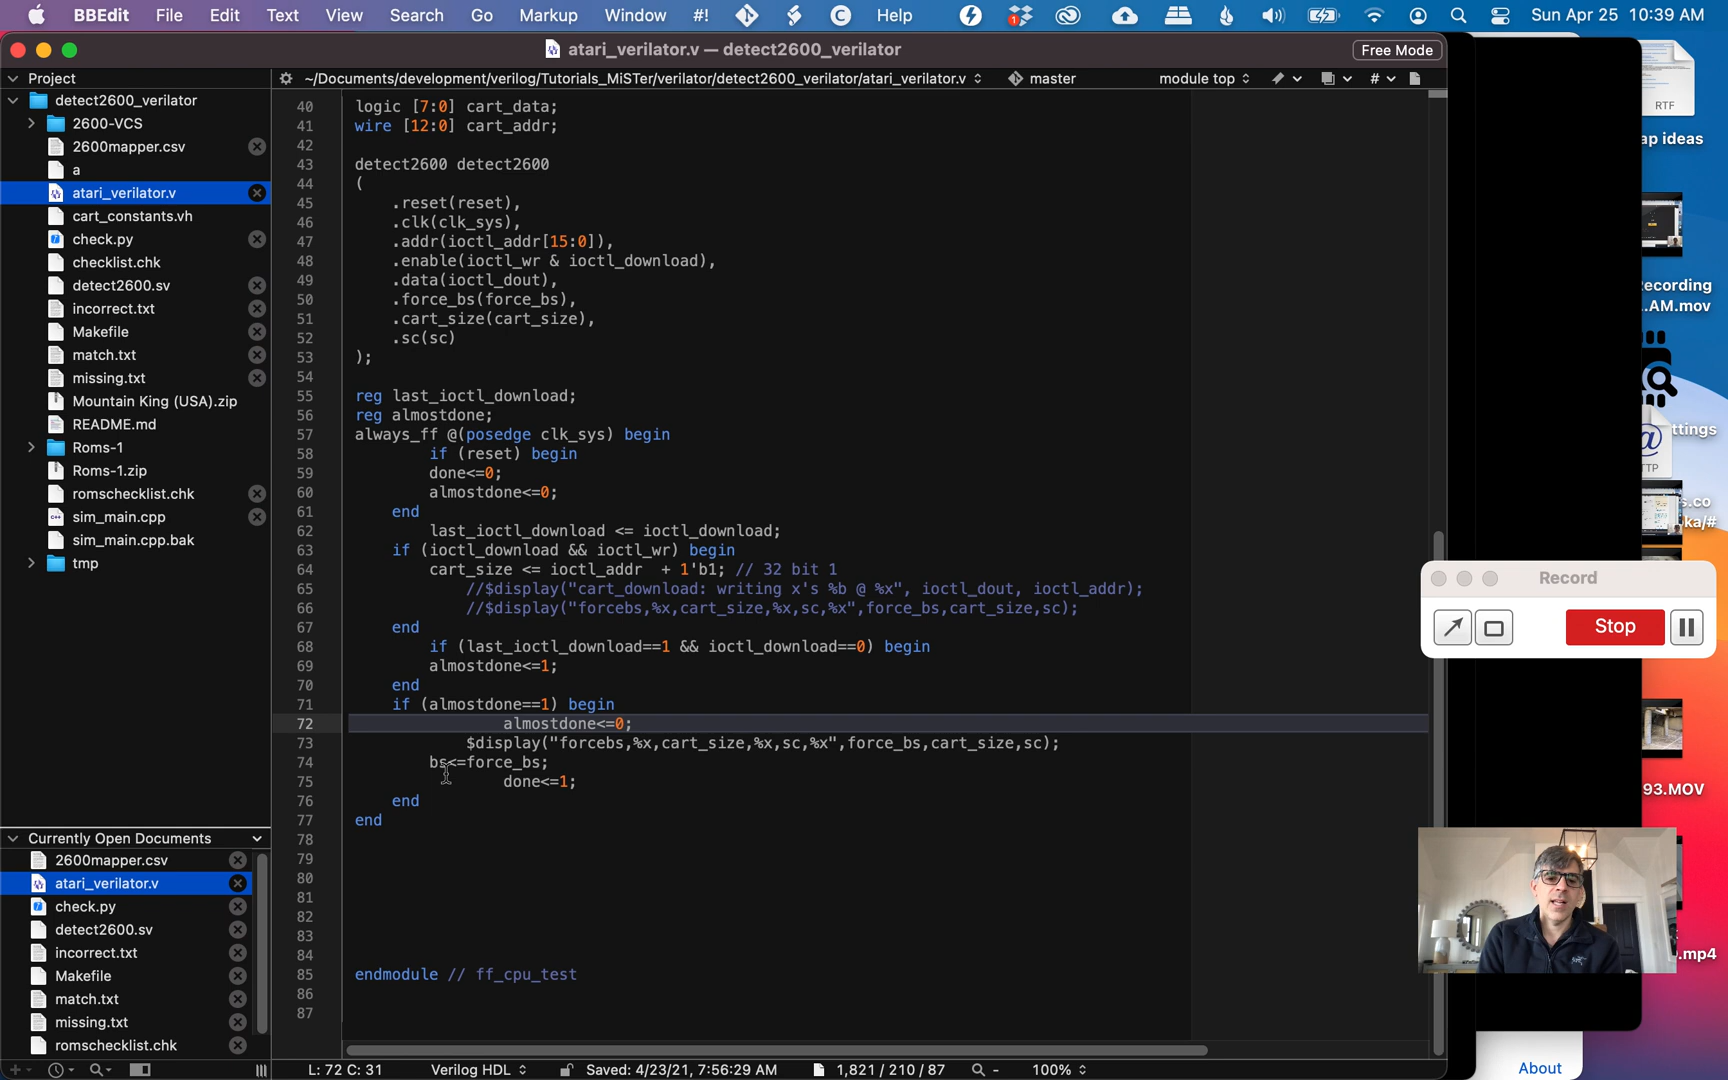 BBEdit File Edit Text View Search Go Markup Window #! Help 1 Sun Apr 25 10:39 AM
atari_verilator.v — detect2600_verilator
Free Mode
Project
~/Documents/development/verilog/Tutorials_MiSTer/verilator/detect2600_verilator/atari_verilator.v master module top #
detect2600_verilator
2600-VCS
2600mapper.csv
a
atari_verilator.v
cart_constants.vh
check.py
checklist.chk
detect2600.sv
incorrect.txt
Makefile
match.txt
missing.txt
Mountain King (USA).zip
README.md
Roms-1
Roms-1.zip
romschecklist.chk
sim_main.cpp
sim_main.cpp.bak
tmp
Currently Open Documents
2600mapper.csv
atari_verilator.v
check.py
detect2600.sv
incorrect.txt
Makefile
match.txt
missing.txt
romschecklist.chk
40 logic [7:0] cart_data;
41 wire [12:0] cart_addr;
42
43 detect2600 detect2600
44 (
45 .reset(reset),
46 .clk(clk_sys),
47 .addr(ioctl_addr[15:0]),
48 .enable(ioctl_wr & ioctl_download),
49 .data(ioctl_dout),
50 .force_bs(force_bs),
51 .cart_size(cart_size),
52 .sc(sc)
53 );
54
55 reg last_ioctl_download;
56 reg almostdone;
57 always_ff @(posedge clk_sys) begin
58 if (reset) begin
59 done<=0;
60 almostdone<=0;
61 end
62 last_ioctl_download <= ioctl_download;
63 if (ioctl_download && ioctl_wr) begin
64 cart_size <= ioctl_addr + 1'b1; // 32 bit 1
65 //$display("cart_download: writing x's %b @ %x", ioctl_dout, ioctl_addr);
66 //$display("forcebs,%x,cart_size,%x,sc,%x",force_bs,cart_size,sc);
67 end
68 if (last_ioctl_download==1 && ioctl_download==0) begin
69 almostdone<=1;
70 end
71 if (almostdone==1) begin
72 almostdone<=0;
73 $display("forcebs,%x,cart_size,%x,sc,%x",force_bs,cart_size,sc);
74 bs<=force_bs;
75 done<=1;
76 end
77 end
78
79
80
81
82
83
84
85 endmodule // ff_cpu_test
86
87
L: 72 C: 31 Verilog HDL Saved: 4/23/21, 7:56:29 AM 1,821 / 210 / 87 - 100%
RTF
ap ideas
ecording
.AM.mov
ttings
TTP
s.co
ka/#
Record
Stop
93.MOV
.mp4
About